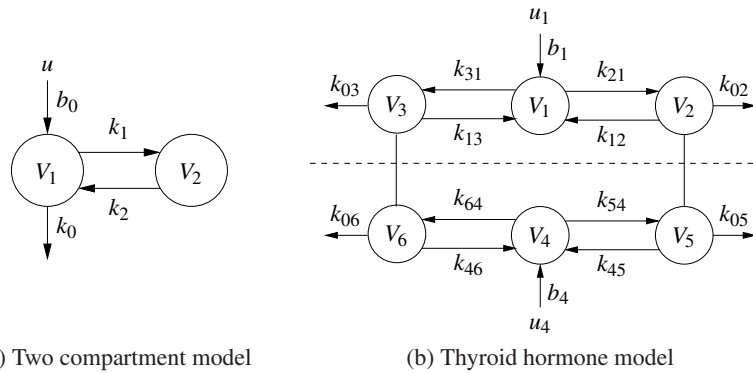 u
b₀
V₁
k₁
V₂
k₂
k₀
u₁
b₁
k₀₃
V₃
k₃₁
V₁
k₂₁
V₂
k₀₂
k₁₃
k₁₂
k₀₆
V₆
k₆₄
V₄
k₅₄
V₅
k₀₅
k₄₆
k₄₅
b₄
u₄
) Two compartment model
(b) Thyroid hormone model